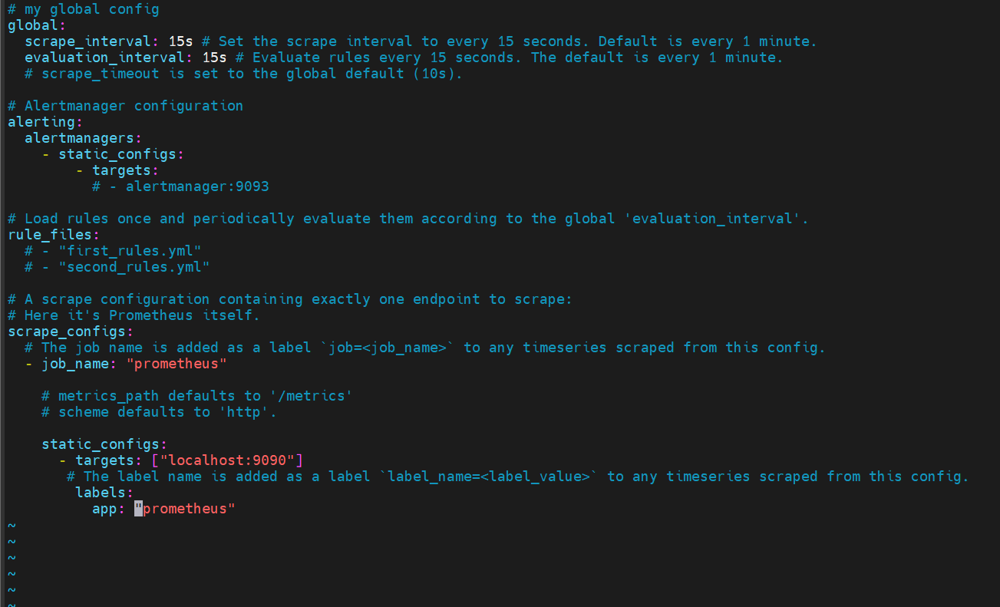 # my global config
global:
  scrape_interval: 15s # Set the scrape interval to every 15 seconds. Default is every 1 minute.
  evaluation_interval: 15s # Evaluate rules every 15 seconds. The default is every 1 minute.
  # scrape_timeout is set to the global default (10s).

# Alertmanager configuration
alerting:
  alertmanagers:
    - static_configs:
        - targets:
          # - alertmanager:9093

# Load rules once and periodically evaluate them according to the global 'evaluation_interval'.
rule_files:
  # - "first_rules.yml"
  # - "second_rules.yml"

# A scrape configuration containing exactly one endpoint to scrape:
# Here it's Prometheus itself.
scrape_configs:
  # The job name is added as a label `job=<job_name>` to any timeseries scraped from this config.
  - job_name: "prometheus"

    # metrics_path defaults to '/metrics'
    # scheme defaults to 'http'.

    static_configs:
      - targets: ["localhost:9090"]
       # The label name is added as a label `label_name=<label_value>` to any timeseries scraped from this config.
        labels:
          app: "prometheus"
~
~
~
~
~
~